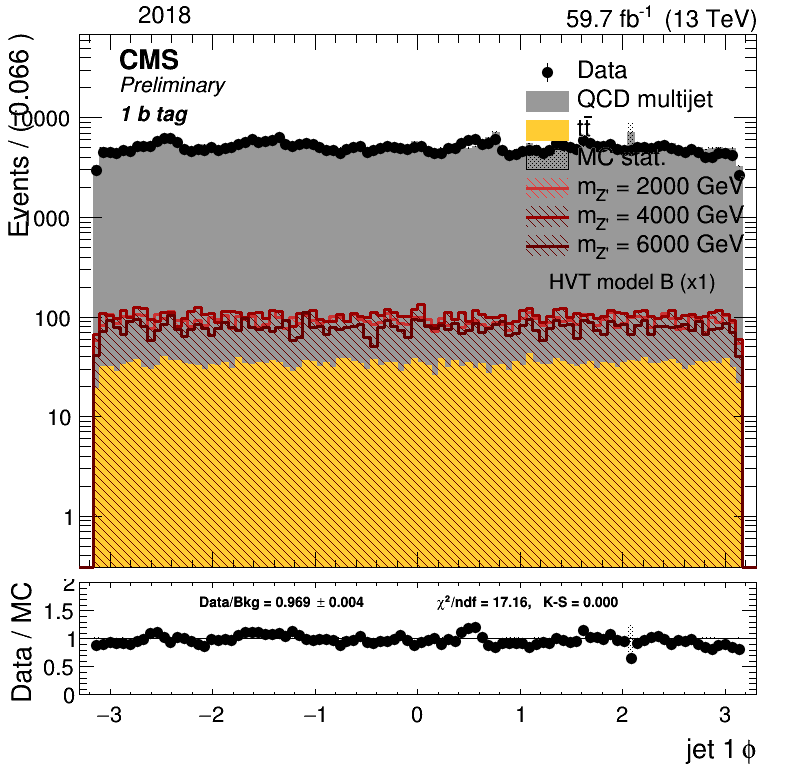 2018
59.7 fb⁻¹ (13 TeV)
CMS
Preliminary
1 b tag
Events / ( 0.066 )
10000
1000
100
10
1
Data
QCD multijet
tt̄
MC stat.
m_Z' = 2000 GeV
m_Z' = 4000 GeV
m_Z' = 6000 GeV
HVT model B (x1)
Data / MC
2
1.5
1
0.5
0
Data/Bkg = 0.969 ± 0.004
χ²/ndf = 17.16, K-S = 0.000
−3 −2 −1 0 1 2 3
jet 1 ϕ